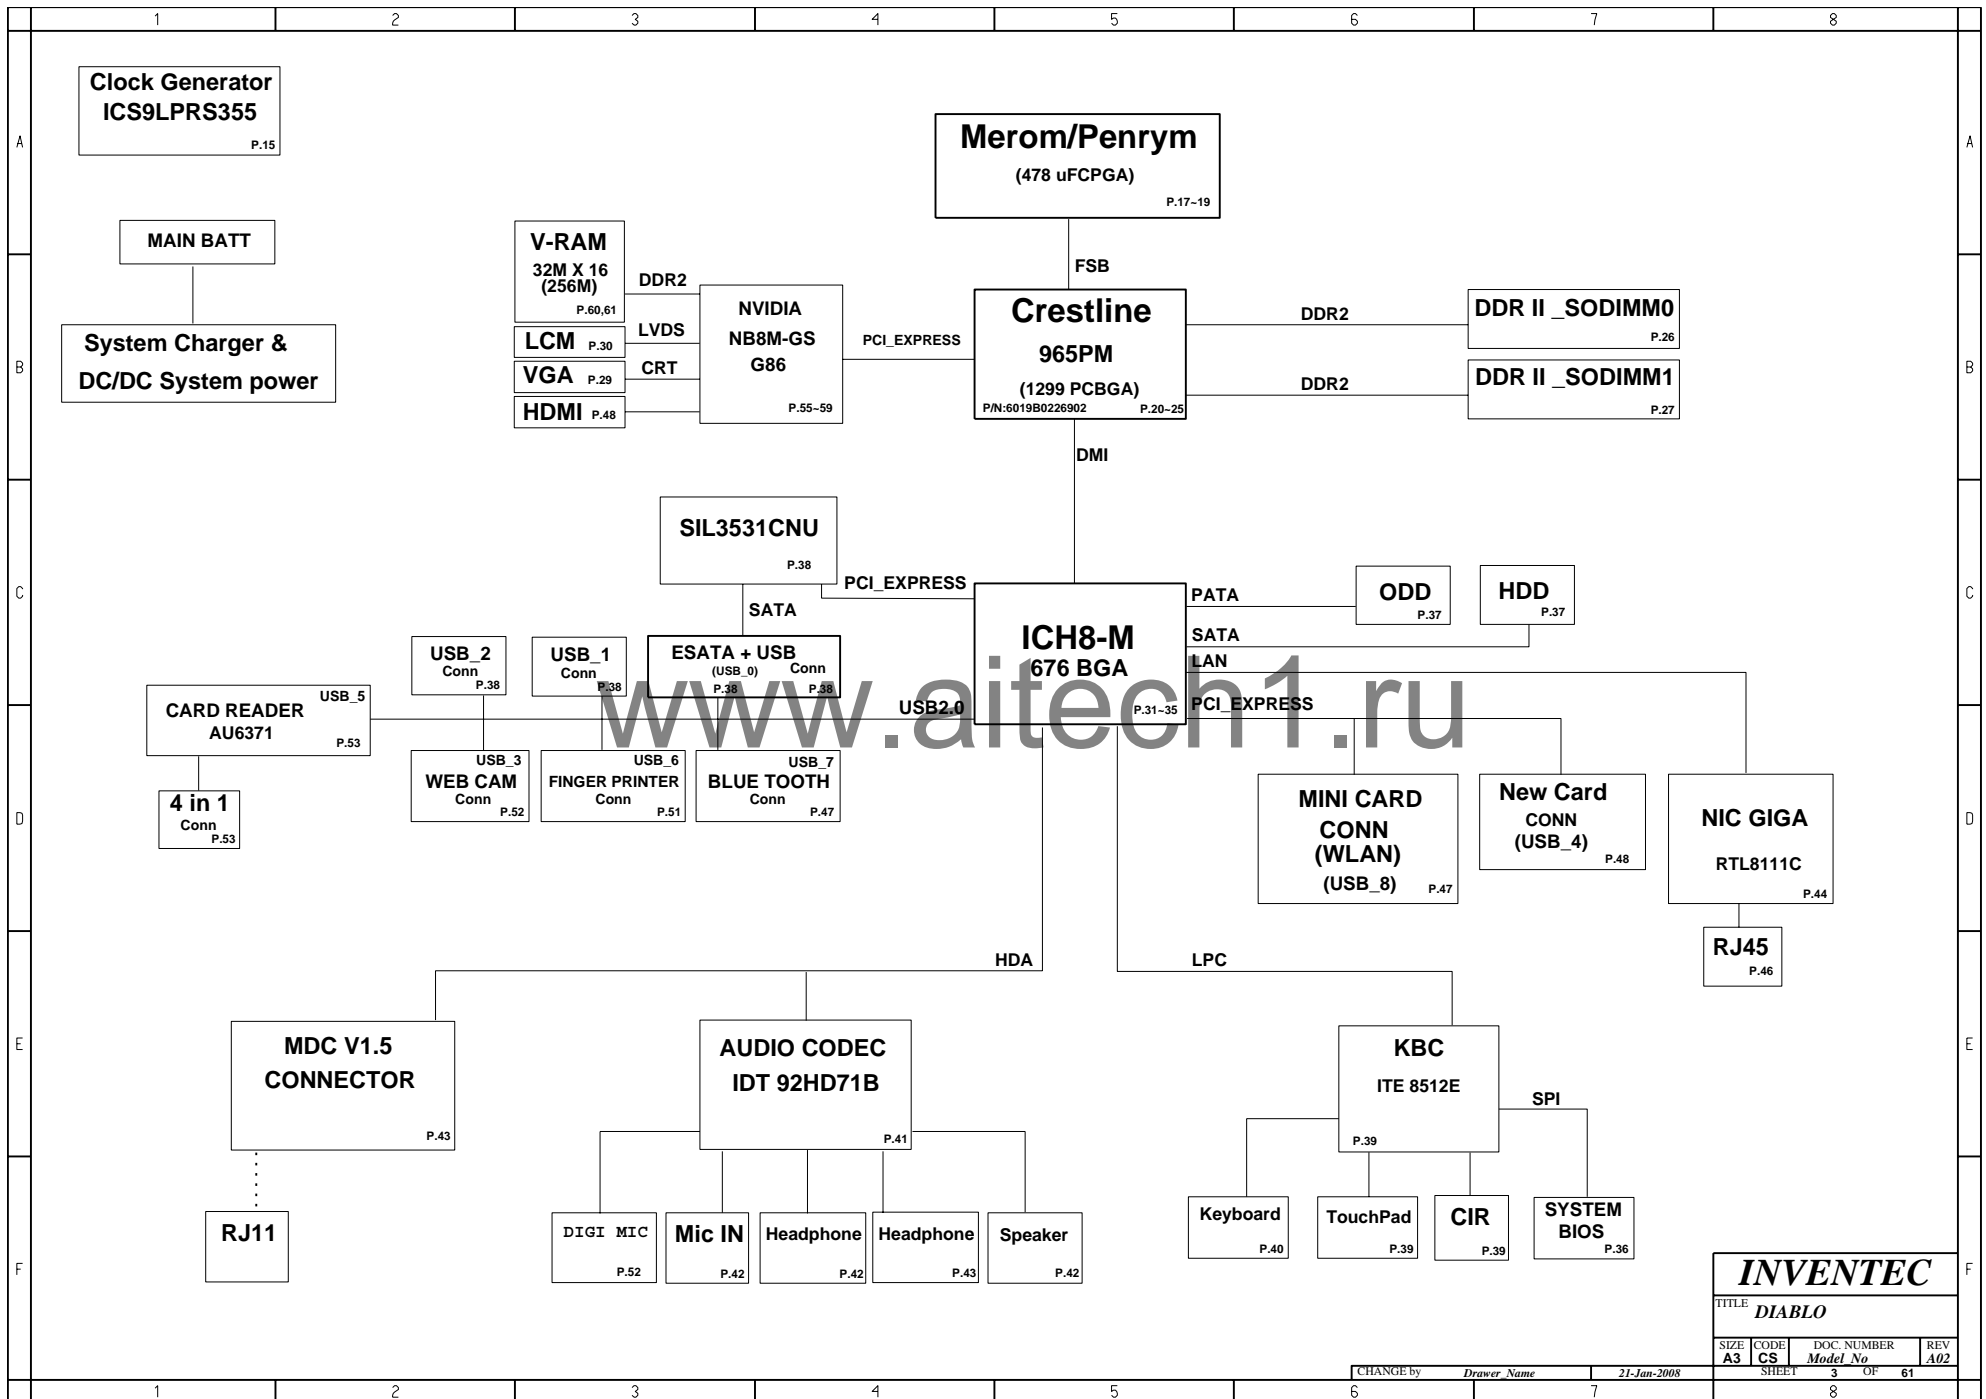 1 2 3 4 5 6 7 8
A
B
C
D
E
F
A
B
C
D
E
F
Clock Generator
ICS9LPRS355
P.15
Merom/Penrym
(478 uFCPGA)
P.17~19
MAIN BATT
System Charger &
DC/DC System power
V-RAM
32M X 16
(256M)
P.60,61
LCM P.30
VGA P.29
HDMI P.48
DDR2
LVDS
CRT
NVIDIA
NB8M-GS
G86
P.55~59
PCI_EXPRESS
FSB
Crestline
965PM
(1299 PCBGA)
P/N:6019B0226902 P.20~25
DDR2
DDR2
DDR II _SODIMM0
P.26
DDR II _SODIMM1
P.27
DMI
SIL3531CNU
P.38
PCI_EXPRESS
SATA
ICH8-M
676 BGA
P.31~35
PATA
SATA
LAN
PCI_EXPRESS
ODD
P.37
HDD
P.37
USB_2
Conn
P.38
USB_1
Conn
P.38
ESATA + USB
(USB_0) Conn
P.38 P.38
USB2.0
www.aitech1.ru
USB_5
CARD READER
AU6371
P.53
4 in 1
Conn
P.53
USB_3
WEB CAM
Conn
P.52
USB_6
FINGER PRINTER
Conn
P.51
USB_7
BLUE TOOTH
Conn
P.47
MINI CARD
CONN
(WLAN)
(USB_8) P.47
New Card
CONN
(USB_4)
P.48
NIC GIGA
RTL8111C
P.44
RJ45
P.46
HDA
LPC
MDC V1.5
CONNECTOR
P.43
RJ11
AUDIO CODEC
IDT 92HD71B
P.41
DIGI MIC
P.52
Mic IN
P.42
Headphone
P.42
Headphone
P.43
Speaker
P.42
KBC
ITE 8512E
P.39
SPI
Keyboard
P.40
TouchPad
P.39
CIR
P.39
SYSTEM
BIOS
P.36
INVENTEC
TITLE DIABLO
SIZE CODE DOC. NUMBER REV
A3 CS Model_No A02
CHANGE by Drawer_Name 21-Jan-2008 SHEET 3 OF 61
1 2 3 4 5 6 7 8